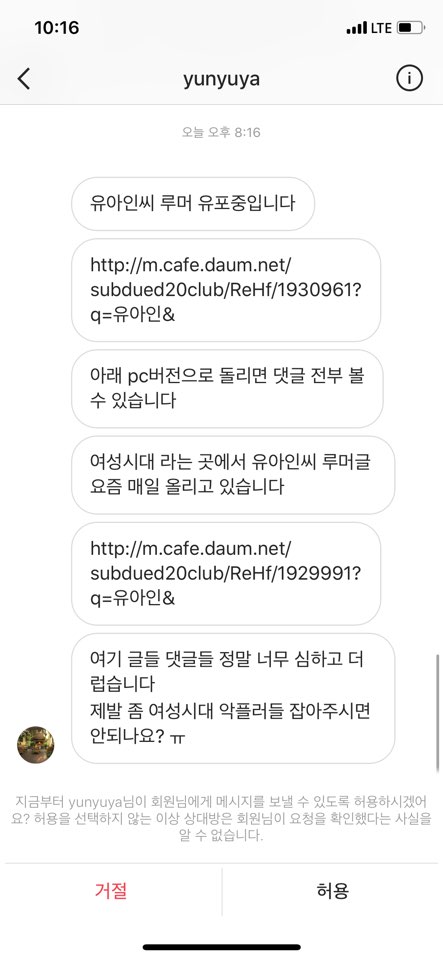 10:16
LTE
yunyuya
오늘 오후 8:16
유아인씨 루머 유포중입니다
http://m.cafe.daum.net/
subdued20club/ReHf/1930961?
q=유아인&
아래 pc버전으로 돌리면 댓글 전부 볼
수 있습니다
여성시대 라는 곳에서 유아인씨 루머글
요즘 매일 올리고 있습니다
http://m.cafe.daum.net/
subdued20club/ReHf/1929991?
q=유아인&
여기 글들 댓글들 정말 너무 심하고 더
럽습니다
제발 좀 여성시대 악플러들 잡아주시면
안되나요? ㅠ
지금부터 yunyuya님이 회원님에게 메시지를 보낼 수 있도록 허용하시겠어
요? 허용을 선택하지 않는 이상 상대방은 회원님이 요청을 확인했다는 사실을
알 수 없습니다.
거절
허용